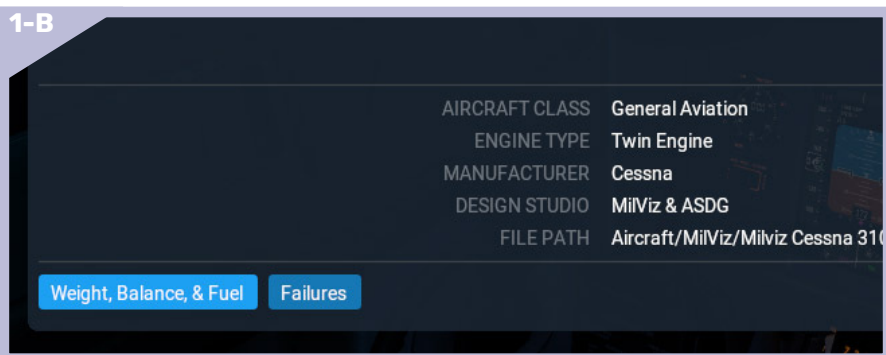 1-B
AIRCRAFT CLASS General Aviation
ENGINE TYPE Twin Engine
MANUFACTURER Cessna
DESIGN STUDIO MilViz & ASDG
FILE PATH Aircraft/MilViz/Milviz Cessna 310
Weight, Balance, & Fuel Failures